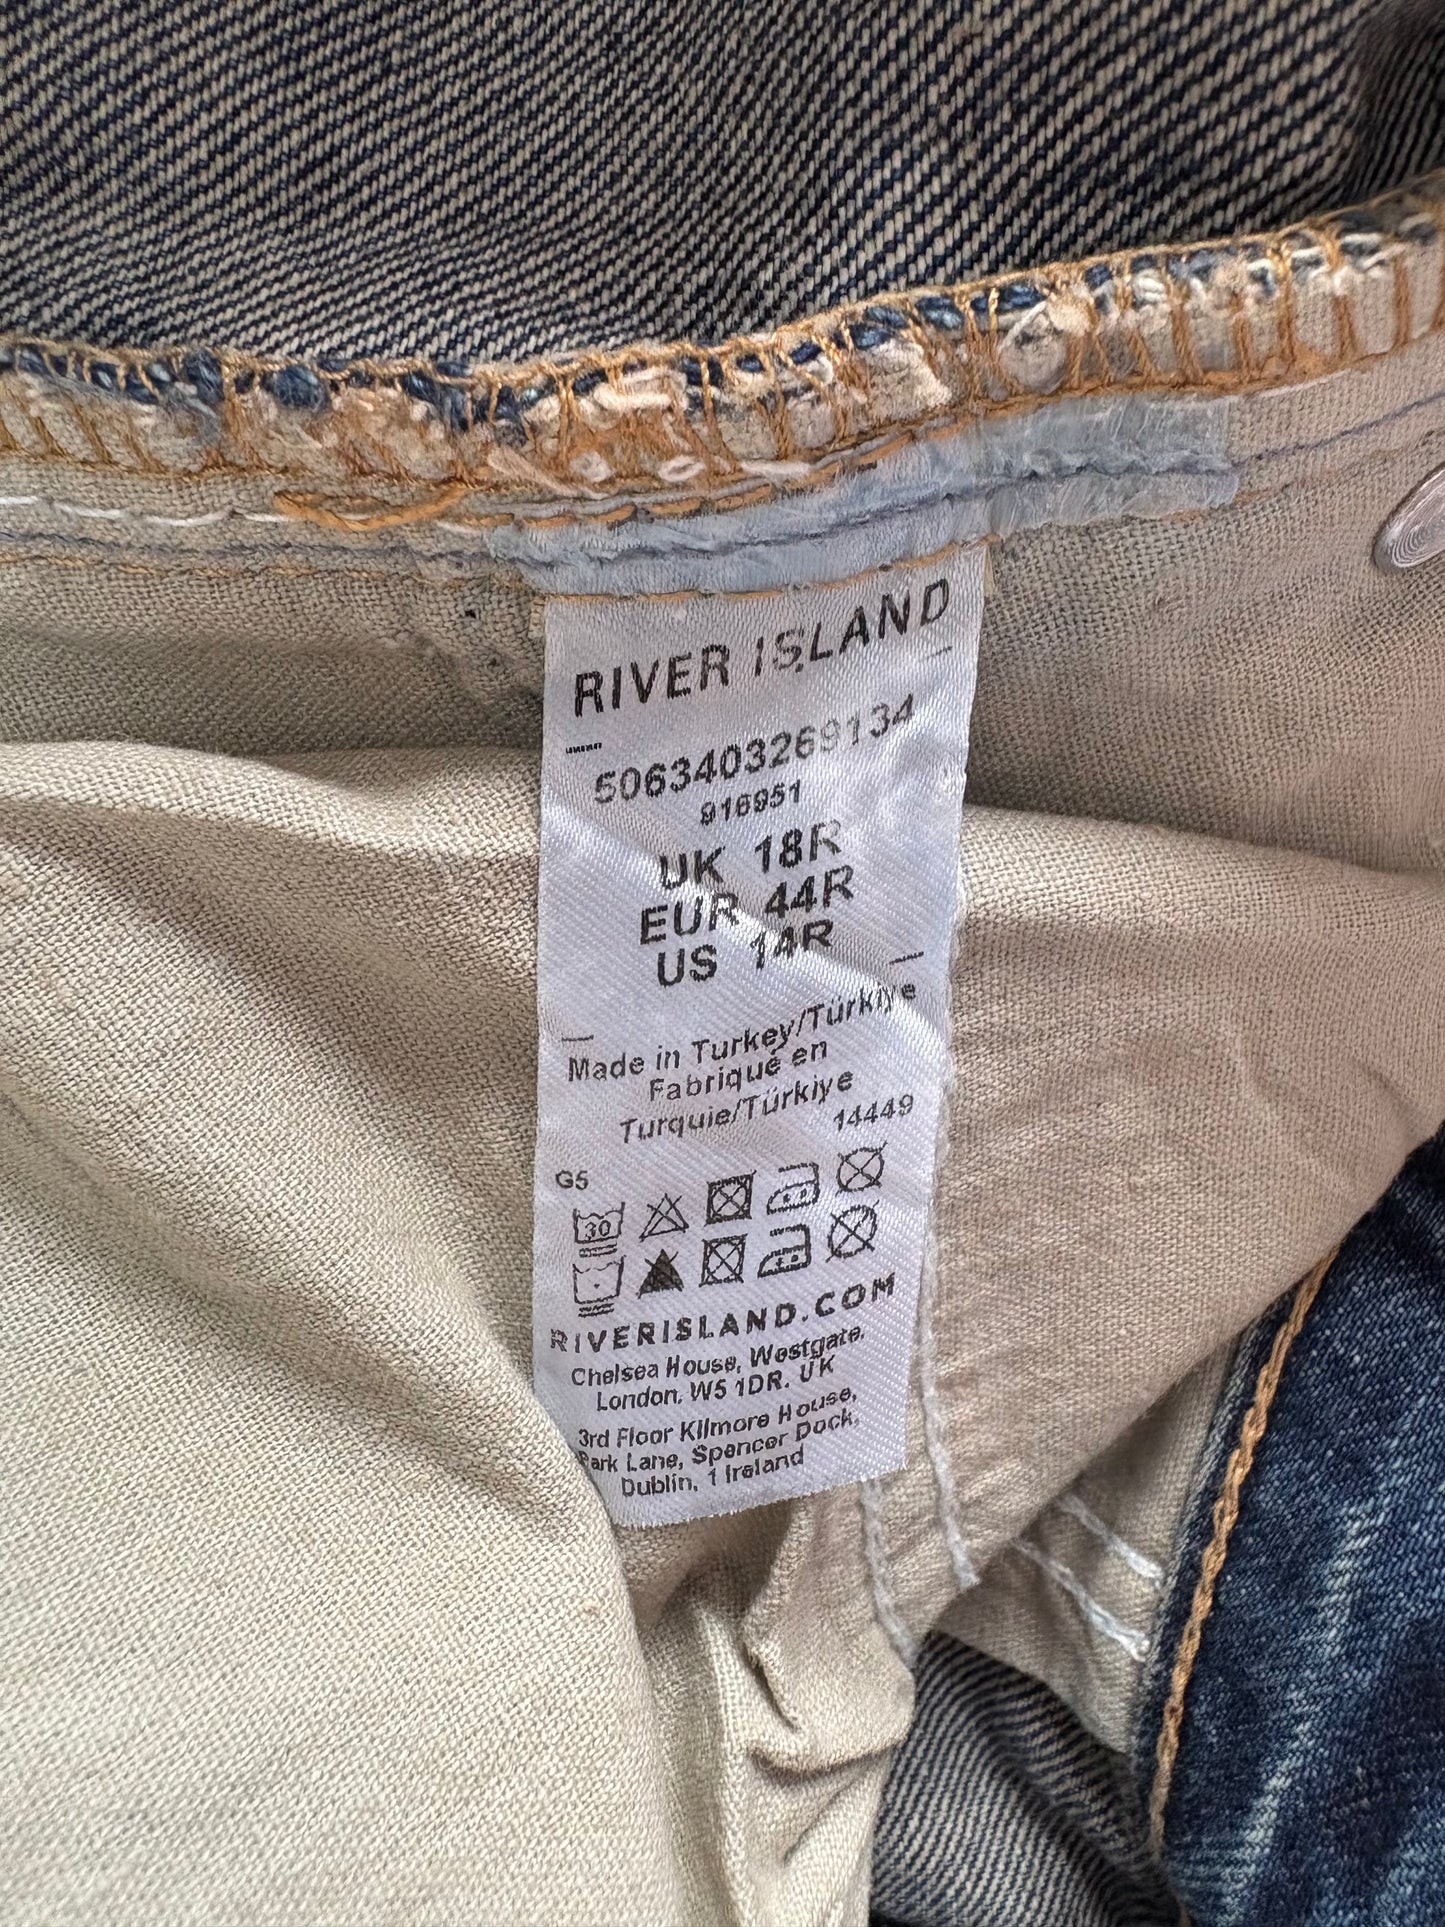 RIVER ISLAND
5063403269134
916951
UK 18R
EUR 44R
US 14R
Made in Turkey/Türkiye
Fabriqué en
Turquie/Türkiye
14449
G5
30
RIVERISLAND.COM
Chelsea House, Westgate,
London, W5 1DR. UK
3rd Floor Kilmore House,
Park Lane, Spencer Dock,
Dublin, 1 Ireland